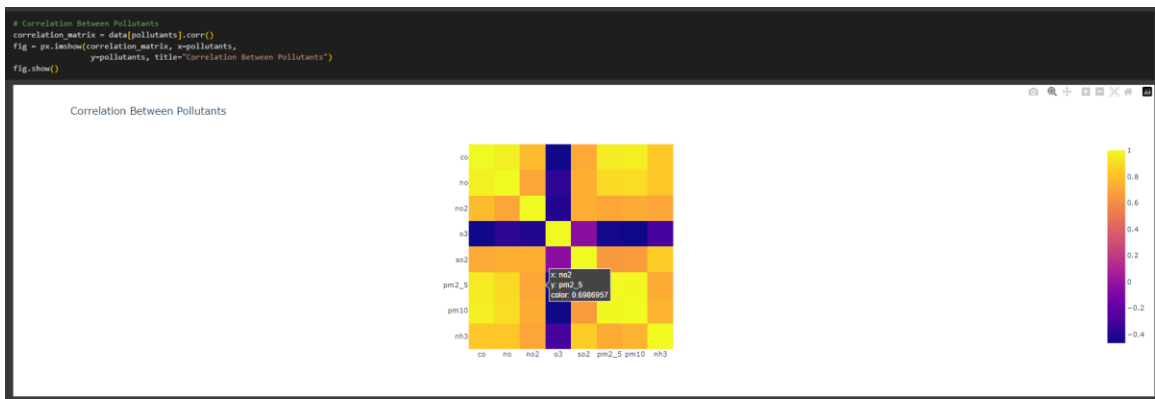 # Correlation Between Pollutants
correlation_matrix = data[pollutants].corr()
fig = px.imshow(correlation_matrix, x=pollutants,
y=pollutants, title="Correlation Between Pollutants")
fig.show()
Correlation Between Pollutants
co
no
no2
o3
so2
pm2_5
pm10
nh3
x: no2
y: pm2_5
color: 0.6986957
co no no2 o3 so2 pm2_5 pm10 nh3
1
0.8
0.6
0.4
0.2
0
−0.2
−0.4